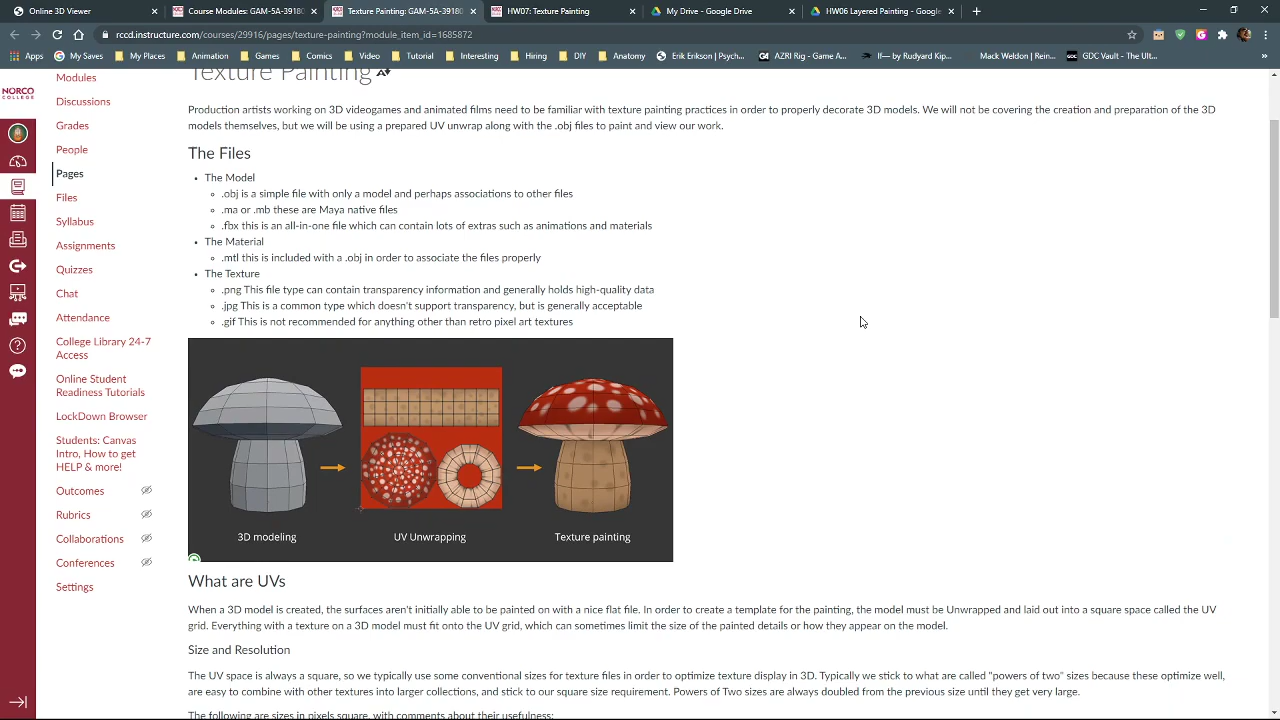 Online 3D Viewer
Course Modules: GAM-5A-39180
Texture Painting: GAM-5A-39180
HW07: Texture Painting
My Drive - Google Drive
HW06 Layered Painting - Google
rccd.instructure.com/courses/29916/pages/texture-painting?module_item_id=1685872
Apps
My Saves
My Places
Animation
Games
Comics
Video
Tutorial
Interesting
Hiring
DIY
Anatomy
Erik Erikson | Psych...
AZRI Rig - Game A...
If— by Rudyard Kip...
Mack Weldon | Rein...
GDC Vault - The Ult...
NORCO
COLLEGE
Modules
Discussions
Grades
People
Pages
Files
Syllabus
Assignments
Quizzes
Chat
Attendance
College Library 24-7
Access
Online Student
Readiness Tutorials
LockDown Browser
Students: Canvas
Intro, How to get
HELP & more!
Outcomes
Rubrics
Collaborations
Conferences
Settings
Texture Painting
Production artists working on 3D videogames and animated films need to be familiar with texture painting practices in order to properly decorate 3D models. We will not be covering the creation and preparation of the 3D
models themselves, but we will be using a prepared UV unwrap along with the .obj files to paint and view our work.
The Files
The Model
.obj is a simple file with only a model and perhaps associations to other files
.ma or .mb these are Maya native files
.fbx this is an all-in-one file which can contain lots of extras such as animations and materials
The Material
.mtl this is included with a .obj in order to associate the files properly
The Texture
.png This file type can contain transparency information and generally holds high-quality data
.jpg This is a common type which doesn't support transparency, but is generally acceptable
.gif This is not recommended for anything other than retro pixel art textures
3D modeling
UV Unwrapping
Texture painting
What are UVs
When a 3D model is created, the surfaces aren't initially able to be painted on with a nice flat file. In order to create a template for the painting, the model must be Unwrapped and laid out into a square space called the UV
grid. Everything with a texture on a 3D model must fit onto the UV grid, which can sometimes limit the size of the painted details or how they appear on the model.
Size and Resolution
The UV space is always a square, so we typically use some conventional sizes for texture files in order to optimize texture display in 3D. Typically we stick to what are called "powers of two" sizes because these optimize well,
are easy to combine with other textures into larger collections, and stick to our square size requirement. Powers of Two sizes are always doubled from the previous size until they get very large.
The following are sizes in pixels square, with comments about their usefulness: